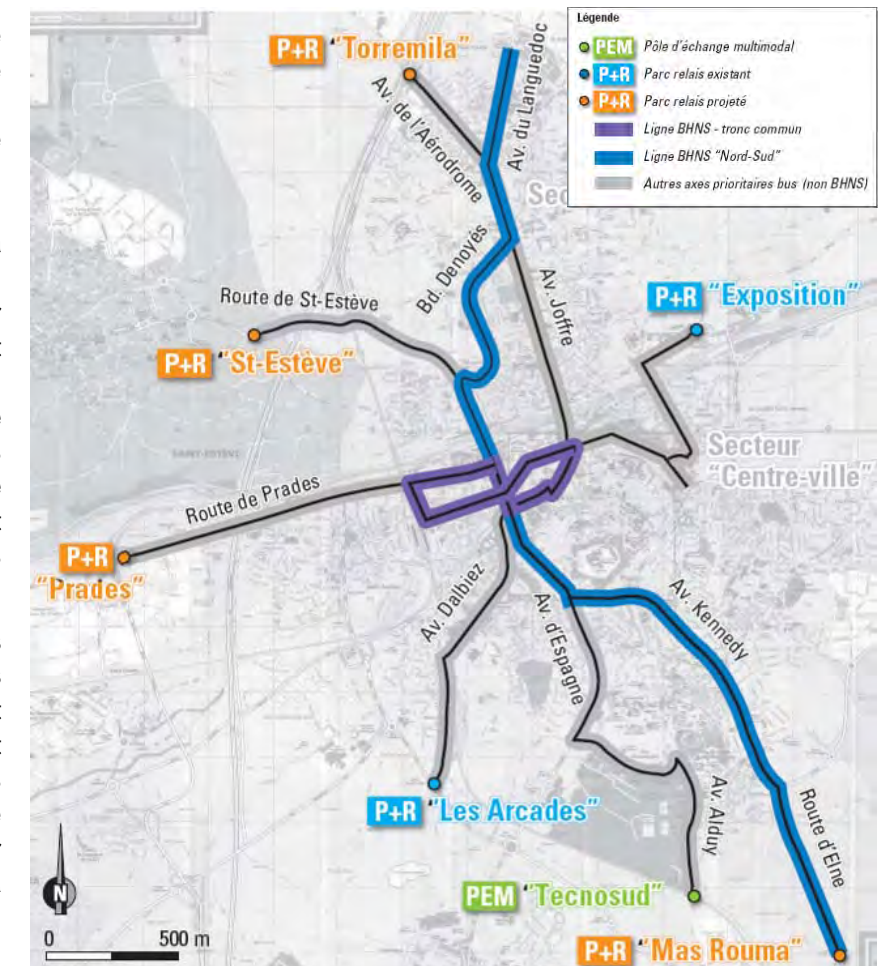 Légende
PEM Pôle d'échange multimodal
P+R Parc relais existant
P+R Parc relais projeté
Ligne BHNS - tronc commun
Ligne BHNS "Nord-Sud"
Autres axes prioritaires bus (non BHNS)
P+R "Torremila"
Av. du Languedoc
Av. de l'Aérodrome
Bd. Denoyés
Av. Joffre
Route de St-Estève
P+R "St-Estève"
P+R "Exposition"
SAINT-ESTÈVE
Secteur
"Centre-ville"
Route de Prades
P+R
"Prades"
Av. Dalbiez
Av. d'Espagne
Av. Kennedy
P+R "Les Arcades"
Av. Alduy
Route d'Elne
PEM "Tecnosud"
P+R "Mas Rouma"
N
0 500 m